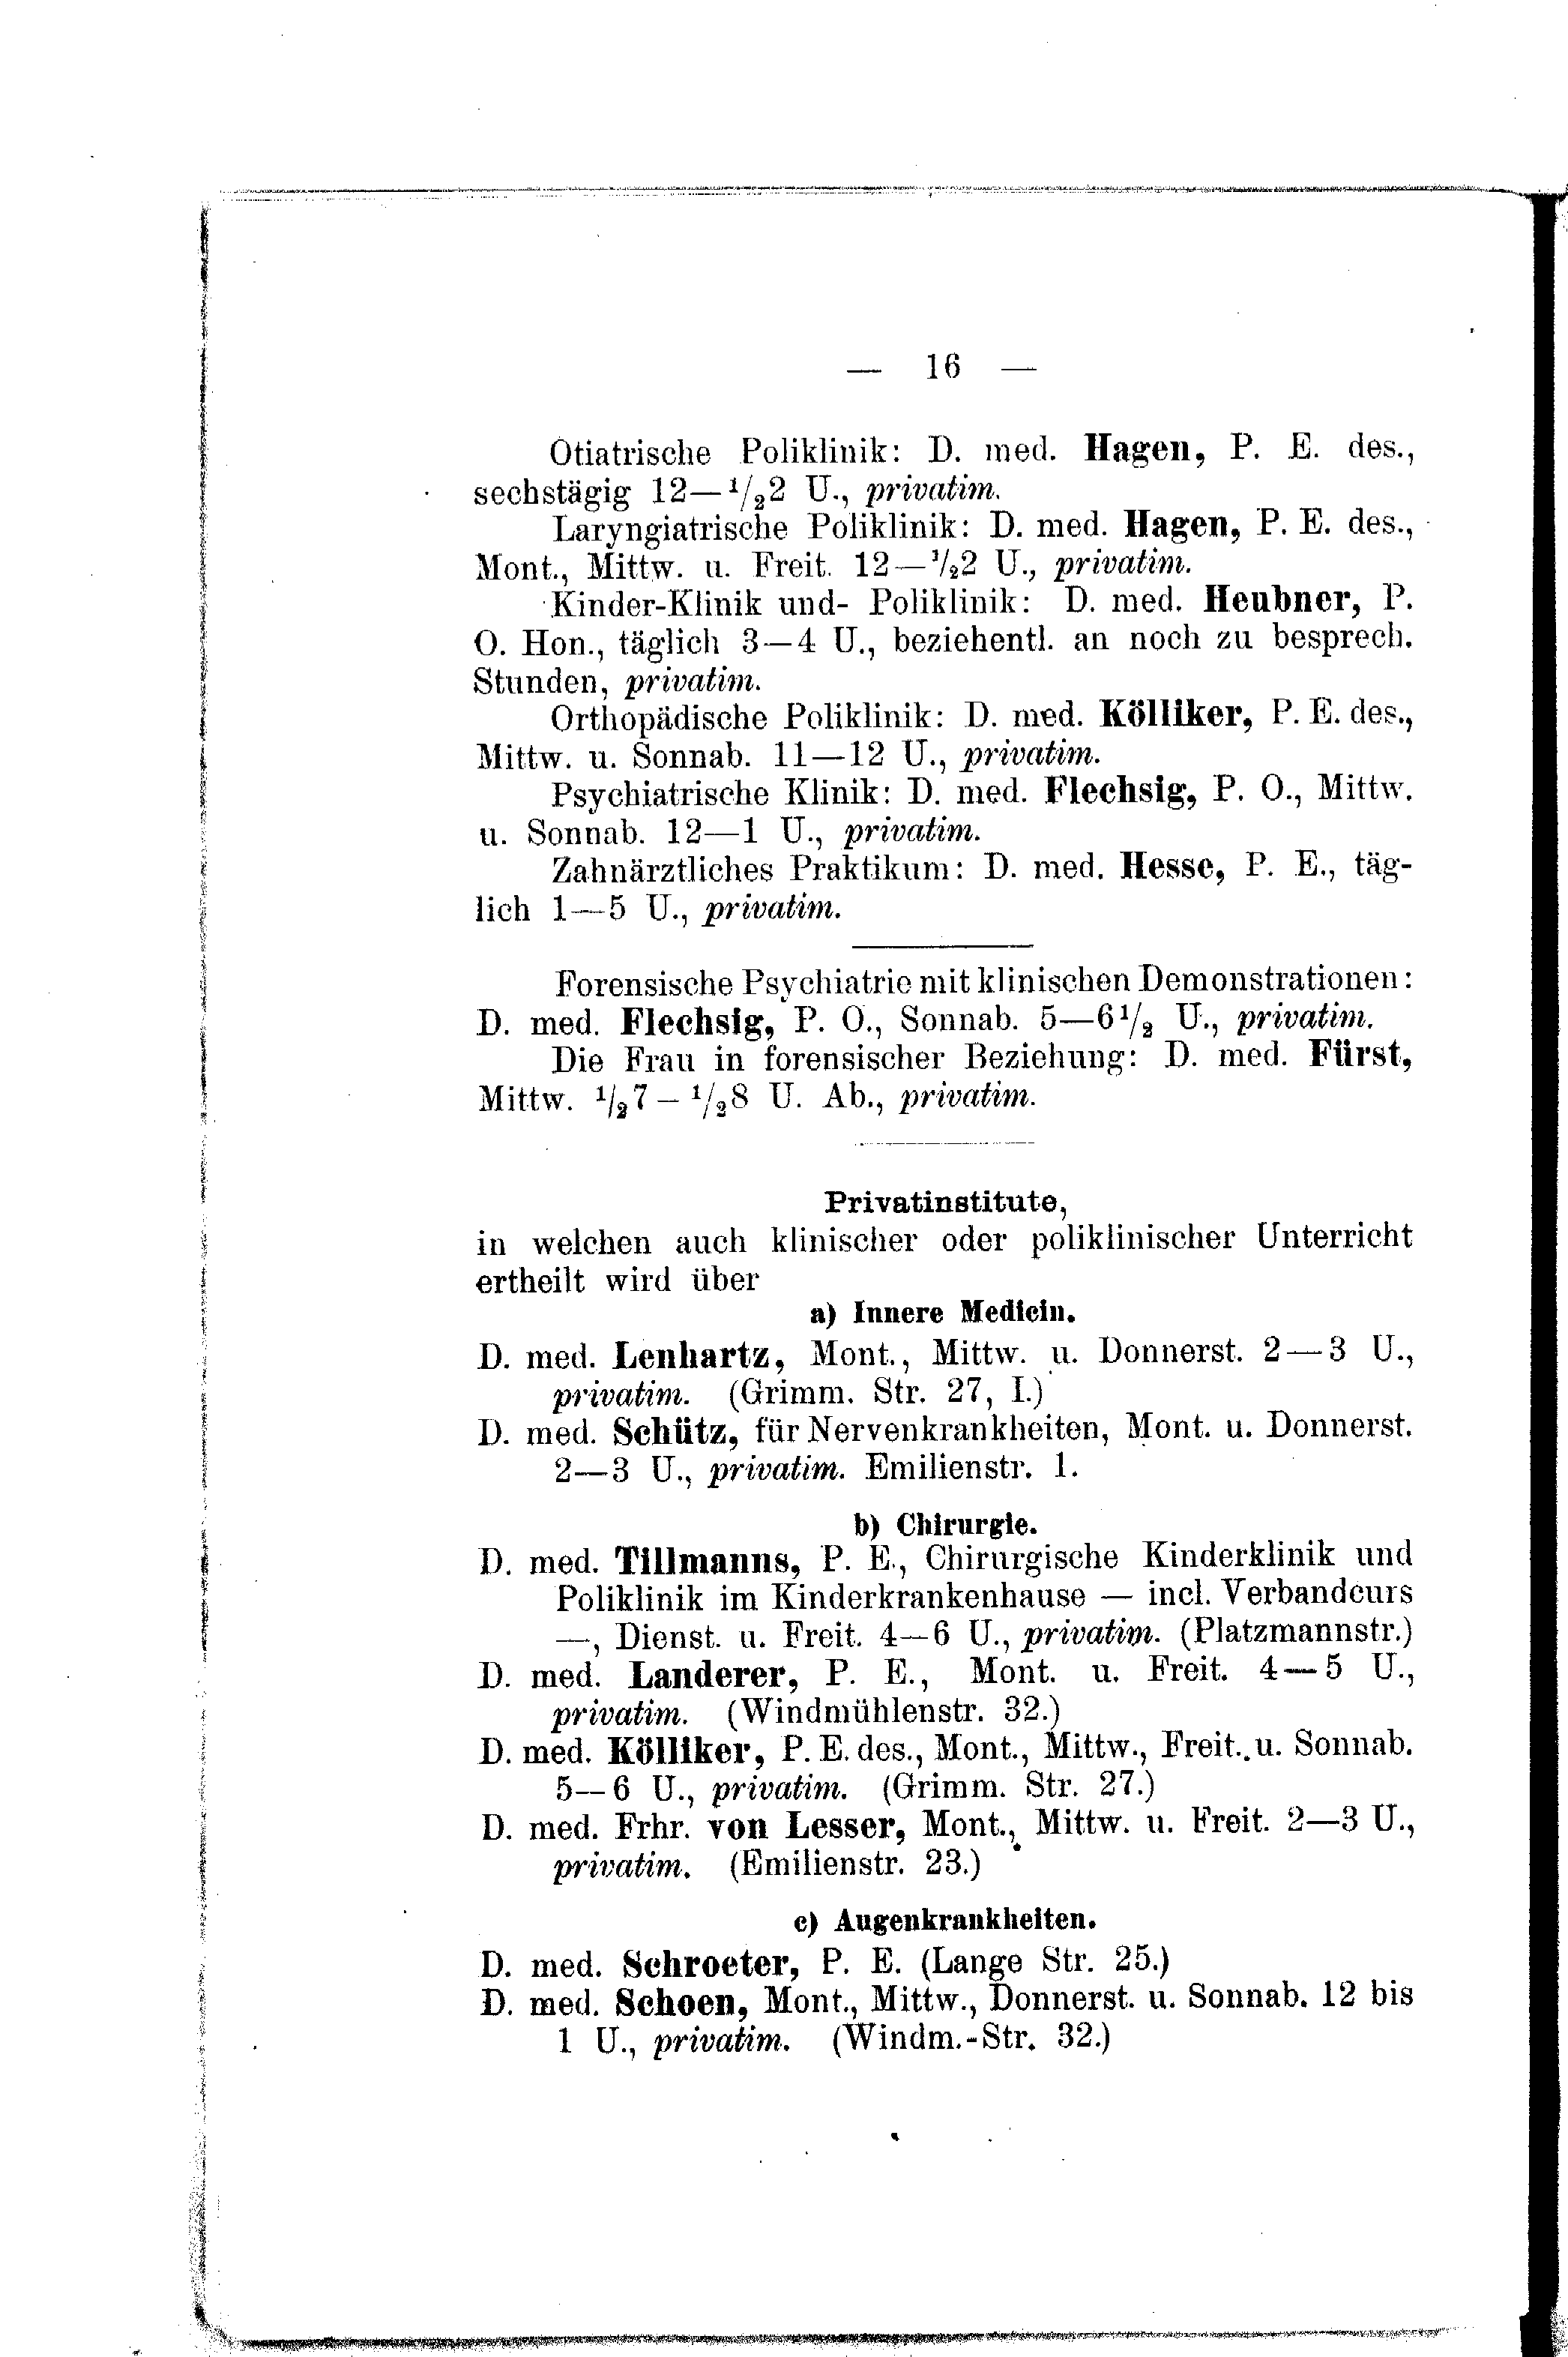 — 16 —
Otiatrische Poliklinik: D. med. Hagen, P. E. des.,
sechstägig 12—1/22 U., privatim.
Laryngiatrische Poliklinik: D. med. Hagen, P. E. des.,
Mont., Mittw. u. Freit. 12—1/22 U., privatim.
Kinder-Klinik und- Poliklinik: D. med. Heubner, P.
O. Hon., täglich 3—4 U., beziehentl. an noch zu besprech.
Stunden, privatim.
Orthopädische Poliklinik: D. med. Kölliker, P. E. des.,
Mittw. u. Sonnab. 11—12 U., privatim.
Psychiatrische Klinik: D. med. Flechsig, P. O., Mittw.
u. Sonnab. 12—1 U., privatim.
Zahnärztliches Praktikum: D. med. Hesse, P. E., täg-
lich 1—5 U., privatim.
Forensische Psychiatrie mit klinischen Demonstrationen:
D. med. Flechsig, P. O., Sonnab. 5—6 1/2 U., privatim.
Die Frau in forensischer Beziehung: D. med. Fürst,
Mittw. 1/27—1/28 U. Ab., privatim.
Privatinstitute,
in welchen auch klinischer oder poliklinischer Unterricht
ertheilt wird über
a) Innere Medicin.
D. med. Lenhartz, Mont., Mittw. u. Donnerst. 2—3 U.,
privatim. (Grimm. Str. 27, I.)
D. med. Schütz, für Nervenkrankheiten, Mont. u. Donnerst.
2—3 U., privatim. Emilienstr. 1.
b) Chirurgie.
D. med. Tillmanns, P. E., Chirurgische Kinderklinik und
Poliklinik im Kinderkrankenhause — incl. Verbandcurs
—, Dienst. u. Freit. 4—6 U., privatim. (Platzmannstr.)
D. med. Landerer, P. E., Mont. u. Freit. 4—5 U.,
privatim. (Windmühlenstr. 32.)
D. med. Kölliker, P. E. des., Mont., Mittw., Freit. u. Sonnab.
5—6 U., privatim. (Grimm. Str. 27.)
D. med. Frhr. von Lesser, Mont., Mittw. u. Freit. 2—3 U.,
privatim. (Emilienstr. 23.)
c) Augenkrankheiten.
D. med. Schroeter, P. E. (Lange Str. 25.)
D. med. Schoen, Mont., Mittw., Donnerst. u. Sonnab. 12 bis
1 U., privatim. (Windm.-Str. 32.)